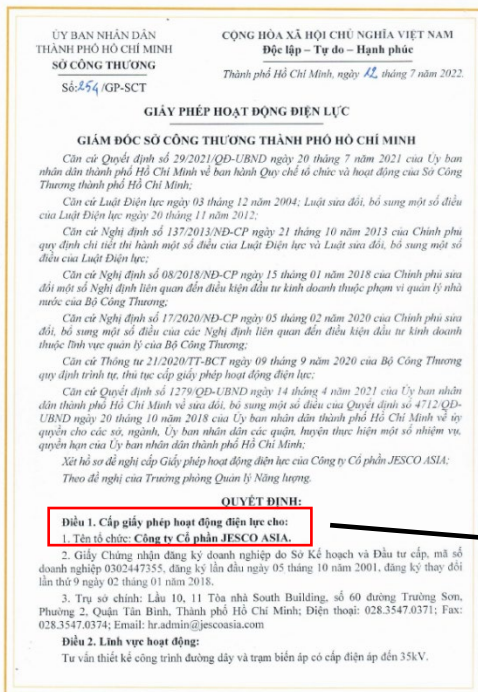 ỦY BAN NHÂN DÂN
THÀNH PHỐ HỒ CHÍ MINH
SỞ CÔNG THƯƠNG
Số: 254 /GP-SCT
CỘNG HÒA XÃ HỘI CHỦ NGHĨA VIỆT NAM
Độc lập – Tự do – Hạnh phúc
Thành phố Hồ Chí Minh, ngày 12 tháng 7 năm 2022.
GIẤY PHÉP HOẠT ĐỘNG ĐIỆN LỰC
GIÁM ĐỐC SỞ CÔNG THƯƠNG THÀNH PHỐ HỒ CHÍ MINH
Căn cứ Quyết định số 29/2021/QĐ-UBND ngày 20 tháng 7 năm 2021 của Ủy ban
nhân dân thành phố Hồ Chí Minh về ban hành Quy chế tổ chức và hoạt động của Sở Công
Thương thành phố Hồ Chí Minh;
Căn cứ Luật Điện lực ngày 03 tháng 12 năm 2004; Luật sửa đổi, bổ sung một số điều
của Luật Điện lực ngày 20 tháng 11 năm 2012;
Căn cứ Nghị định số 137/2013/NĐ-CP ngày 21 tháng 10 năm 2013 của Chính phủ
quy định chi tiết thi hành một số điều của Luật Điện lực và Luật sửa đổi, bổ sung một số
điều của Luật Điện lực;
Căn cứ Nghị định số 08/2018/NĐ-CP ngày 15 tháng 01 năm 2018 của Chính phủ sửa
đổi một số Nghị định liên quan đến điều kiện đầu tư kinh doanh thuộc phạm vi quản lý nhà
nước của Bộ Công Thương;
Căn cứ Nghị định số 17/2020/NĐ-CP ngày 05 tháng 02 năm 2020 của Chính phủ sửa
đổi, bổ sung một số điều của các Nghị định liên quan đến điều kiện đầu tư kinh doanh
thuộc lĩnh vực quản lý của Bộ Công Thương;
Căn cứ Thông tư 21/2020/TT-BCT ngày 09 tháng 9 năm 2020 của Bộ Công Thương
quy định trình tự, thủ tục cấp giấy phép hoạt động điện lực;
Căn cứ Quyết định số 1279/QĐ-UBND ngày 14 tháng 4 năm 2021 của Ủy ban nhân
dân thành phố Hồ Chí Minh về sửa đổi, bổ sung một số điều của Quyết định số 4712/QĐ-
UBND ngày 20 tháng 10 năm 2018 của Ủy ban nhân dân thành phố Hồ Chí Minh về ủy
quyền cho các sở, ngành, Ủy ban nhân dân các quận, huyện thực hiện một số nhiệm vụ,
quyền hạn của Ủy ban nhân dân thành phố Hồ Chí Minh;
Xét hồ sơ đề nghị cấp Giấy phép hoạt động điện lực của Công ty Cổ phần JESCO ASIA;
Theo đề nghị của Trưởng phòng Quản lý Năng lượng.
QUYẾT ĐỊNH:
Điều 1. Cấp giấy phép hoạt động điện lực cho:
1. Tên tổ chức: Công ty Cổ phần JESCO ASIA.
2. Giấy Chứng nhận đăng ký doanh nghiệp do Sở Kế hoạch và Đầu tư cấp, mã số
doanh nghiệp 0302447355, đăng ký lần đầu ngày 05 tháng 10 năm 2001, đăng ký thay đổi
lần thứ 9 ngày 02 tháng 01 năm 2018.
3. Trụ sở chính: Lầu 10, 11 Tòa nhà South Building, số 60 đường Trường Sơn,
Phường 2, Quận Tân Bình, Thành phố Hồ Chí Minh; Điện thoại: 028.3547.0371; Fax:
028.3547.0374; Email: hr.admin@jescoasia.com
Điều 2. Lĩnh vực hoạt động:
Tư vấn thiết kế công trình đường dây và trạm biến áp có cấp điện áp đến 35kV.